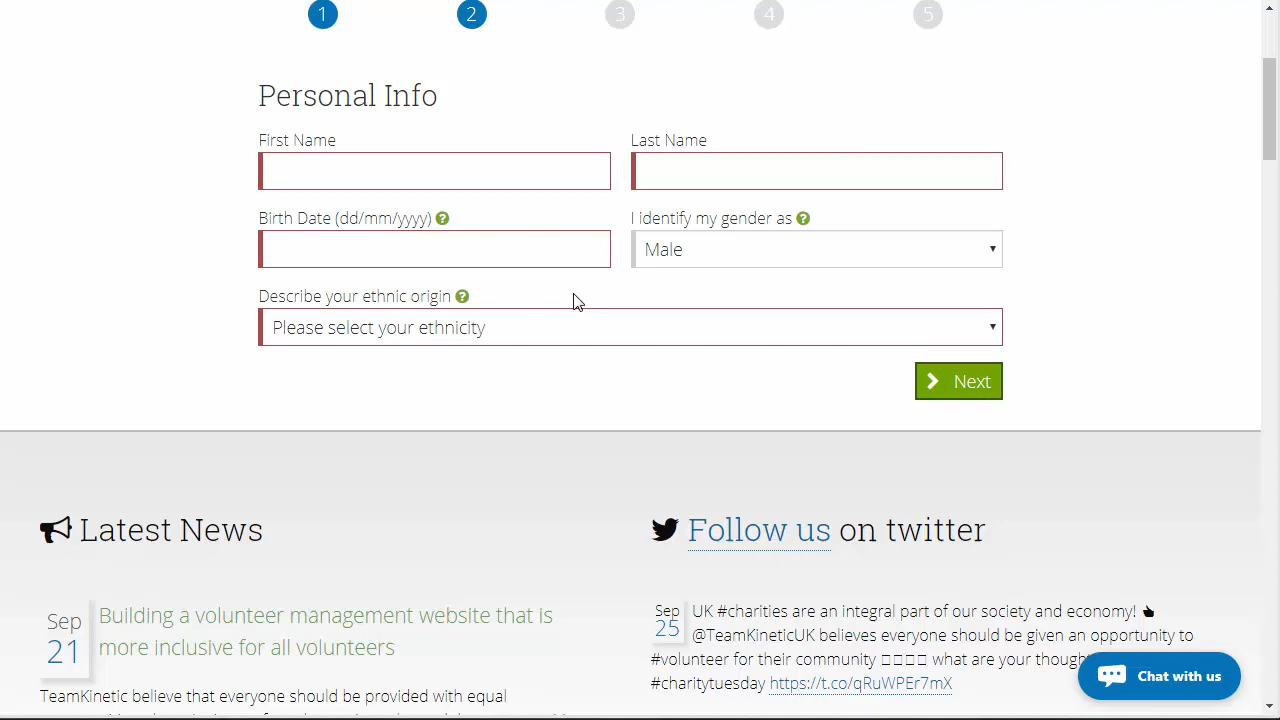 1 2 3 4 5
Personal Info
First Name Last Name
Birth Date (dd/mm/yyyy) ? I identify my gender as ?
Male
Describe your ethnic origin ?
Please select your ethnicity
Next
Latest News
Sep
21
Building a volunteer management website that is
more inclusive for all volunteers
TeamKinetic believe that everyone should be provided with equal
Follow us on twitter
Sep
25
UK #charities are an integral part of our society and economy!
@TeamKineticUK believes everyone should be given an opportunity to
#volunteer for their community what are your
#charitytuesday https://t.co/qRuWPEr7mX
Chat with us